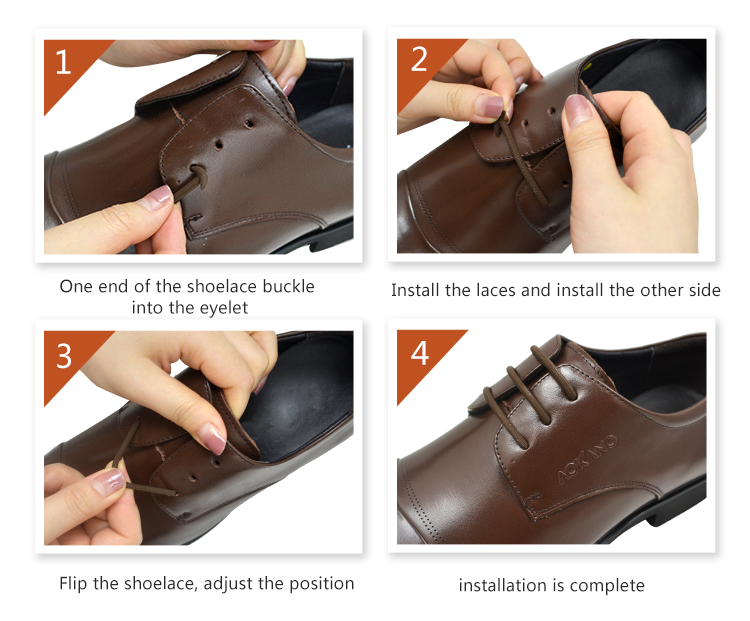 1
2
One end of the shoelace buckle
into the eyelet
Install the laces and install the other side
3
4
AOKANG
Flip the shoelace, adjust the position
installation is complete